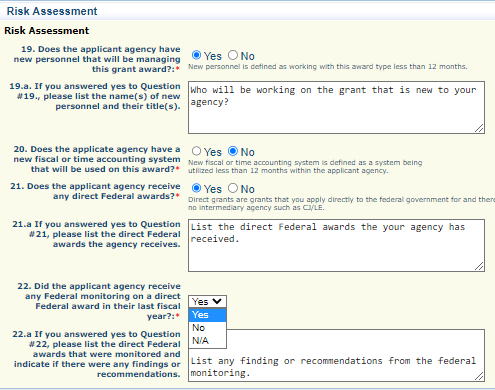 Risk Assessment
Risk Assessment
19. Does the applicant agency have
new personnel that will be managing
this grant award?:*
Yes No
New personnel is defined as working with this award type less than 12 months.
19.a. If you answered yes to Question
#19., please list the name(s) of new
personnel and their title(s).
Who will be working on the grant that is new to your
agency?
20. Does the applicate agency have a
new fiscal or time accounting system
that will be used on this award?*
Yes No
New fiscal or time accounting system is defined as a system being
utilized less than 12 months within the applicant agency.
21. Does the applicant agency receive
any direct Federal awards?*
Yes No
Direct grants are grants that you apply directly to the federal government for and there
no intermediary agency such as CJ/LE.
21.a If you answered yes to Question
#21, please list the direct Federal
awards the agency receives.
List the direct Federal awards the your agency has
received.
22. Did the applicant agency receive
any Federal monitoring on a direct
Federal award in their last fiscal
year?:*
Yes
Yes
No
N/A
22.a If you answered yes to Question
#22, please list the direct Federal
awards that were monitored and
indicate if there were any findings or
recommendations.
List any finding or recommendations from the federal
monitoring.